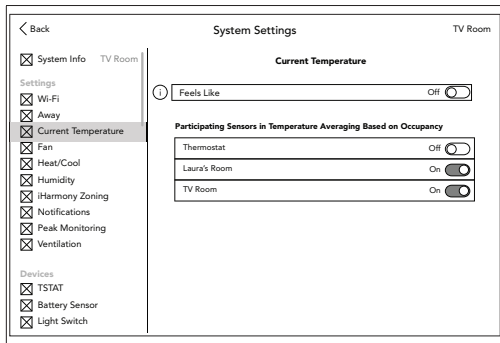 Back
System Settings
TV Room
System Info TV Room
Settings
Wi-Fi
Away
Current Temperature
Fan
Heat/Cool
Humidity
iHarmony Zoning
Notifications
Peak Monitoring
Ventilation
Devices
TSTAT
Battery Sensor
Light Switch
Current Temperature
i
Feels Like Off
Participating Sensors in Temperature Averaging Based on Occupancy
Thermostat Off
Laura's Room On
TV Room On